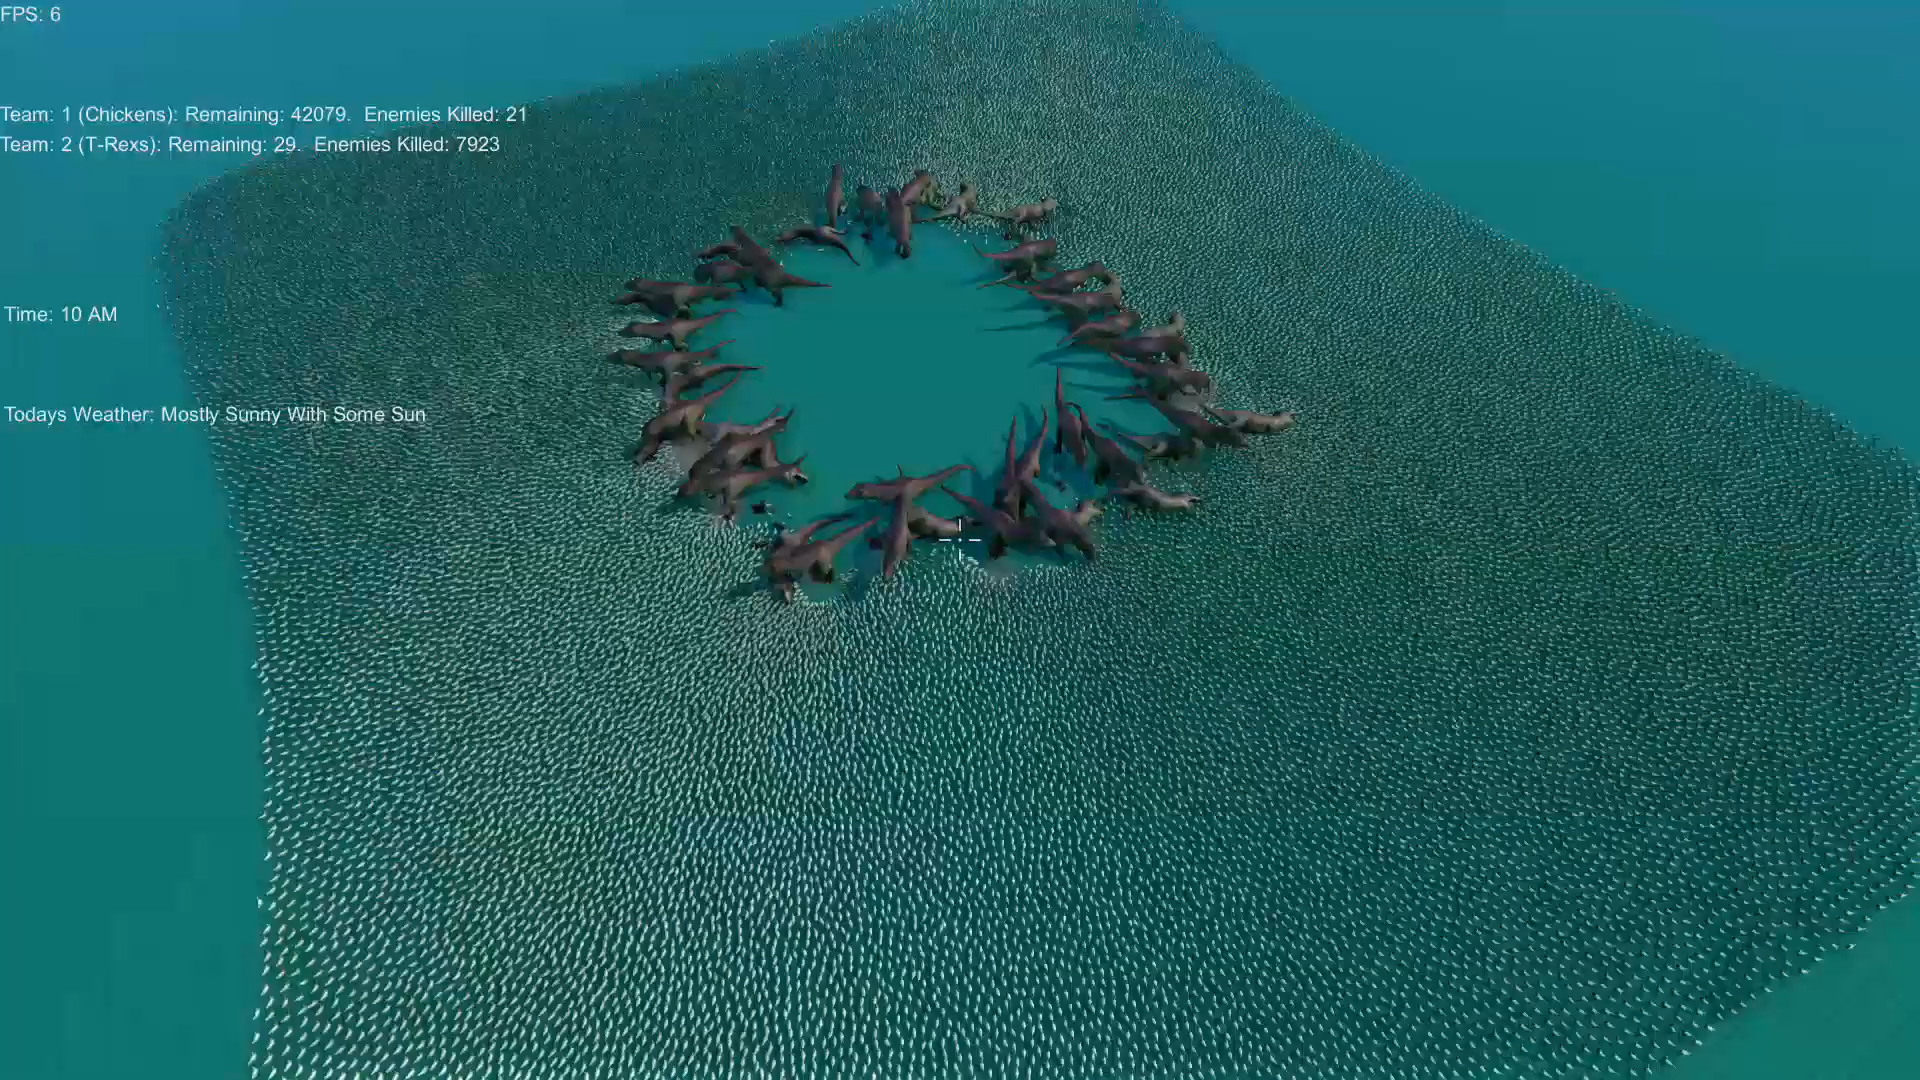 FPS: 6
Team: 1 (Chickens): Remaining: 42079.  Enemies Killed: 21
Team: 2 (T-Rexs): Remaining: 29.  Enemies Killed: 7923
Time: 10 AM
Todays Weather: Mostly Sunny With Some Sun